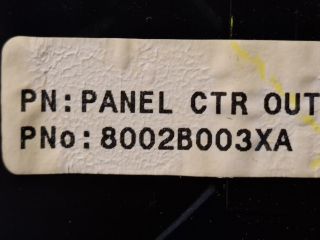 PN: PANEL CTR OUT
PNo: 8002B003XA